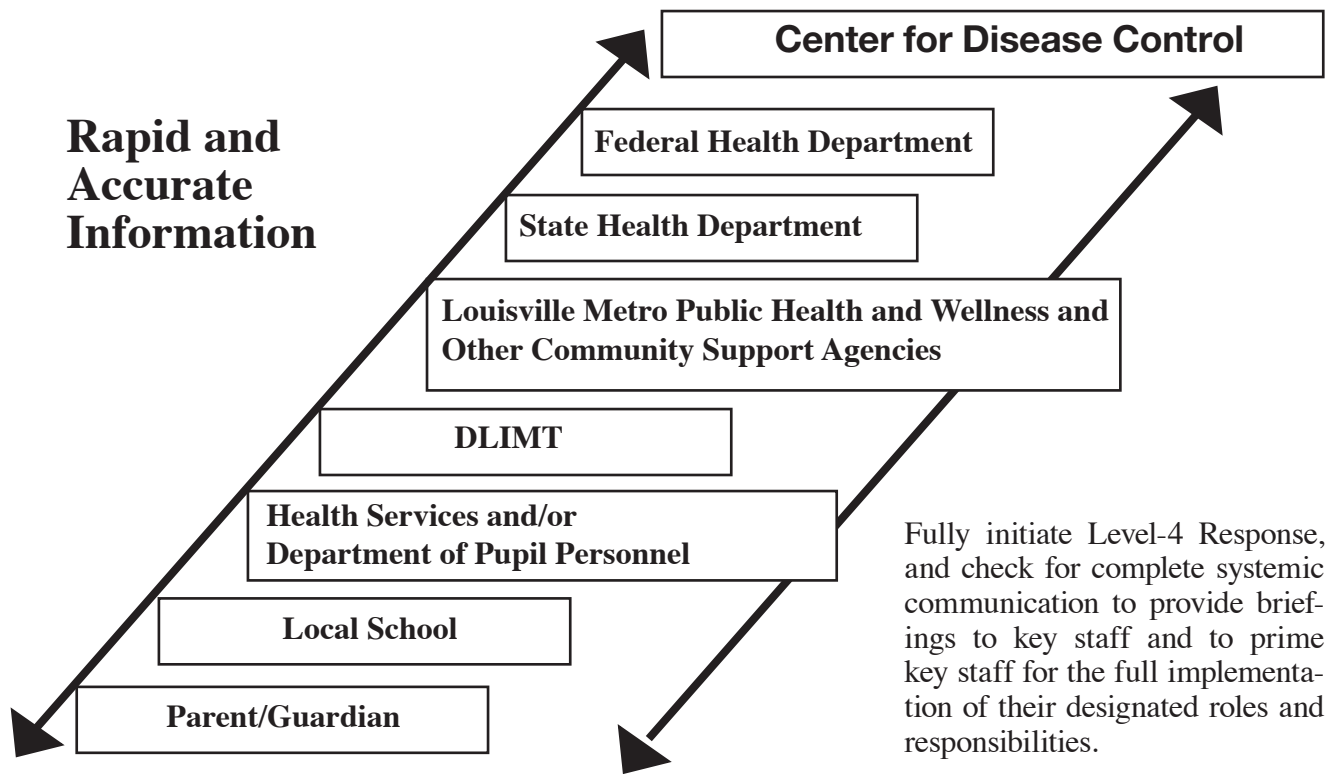 Center for Disease Control
Rapid and
Accurate
Information
Federal Health Department
State Health Department
Louisville Metro Public Health and Wellness and
Other Community Support Agencies
DLIMT
Health Services and/or
Department of Pupil Personnel
Local School
Parent/Guardian
Fully initiate Level-4 Response,
and check for complete systemic
communication to provide brief-
ings to key staff and to prime
key staff for the full implementa-
tion of their designated roles and
responsibilities.